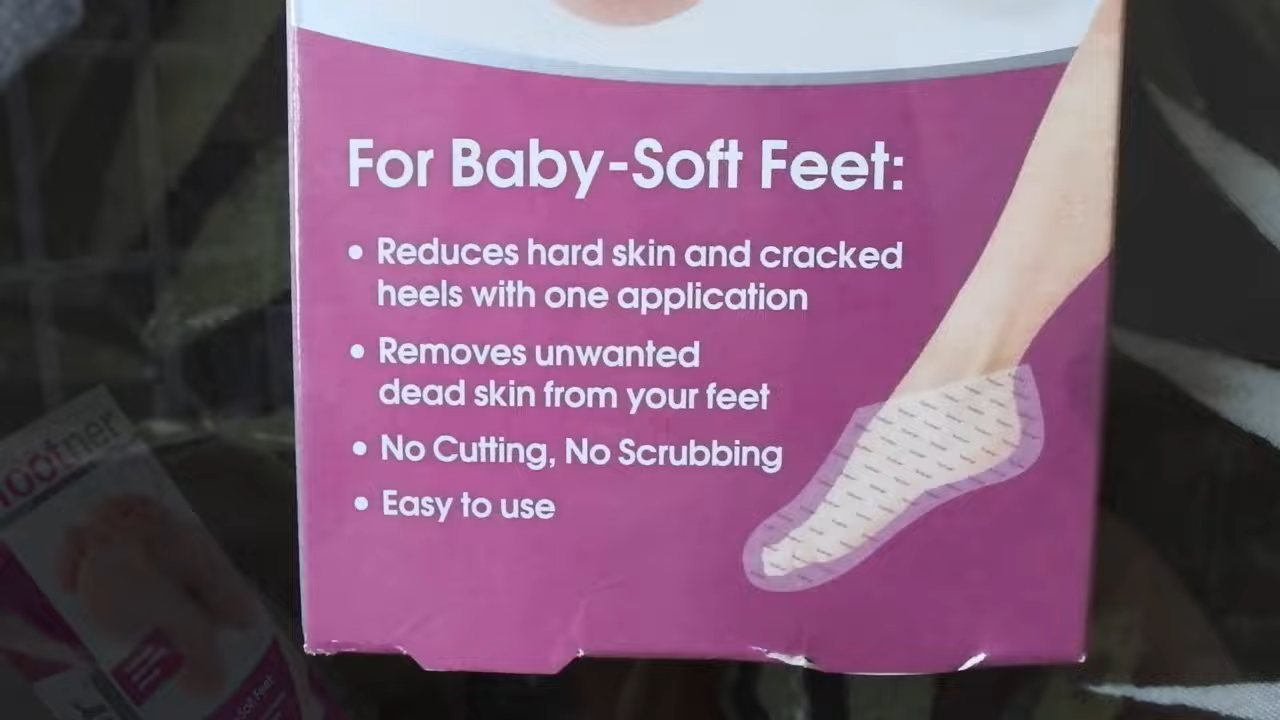 For Baby-Soft Feet:
• Reduces hard skin and cracked
heels with one application
• Removes unwanted
dead skin from your feet
• No Cutting, No Scrubbing
• Easy to use
footner